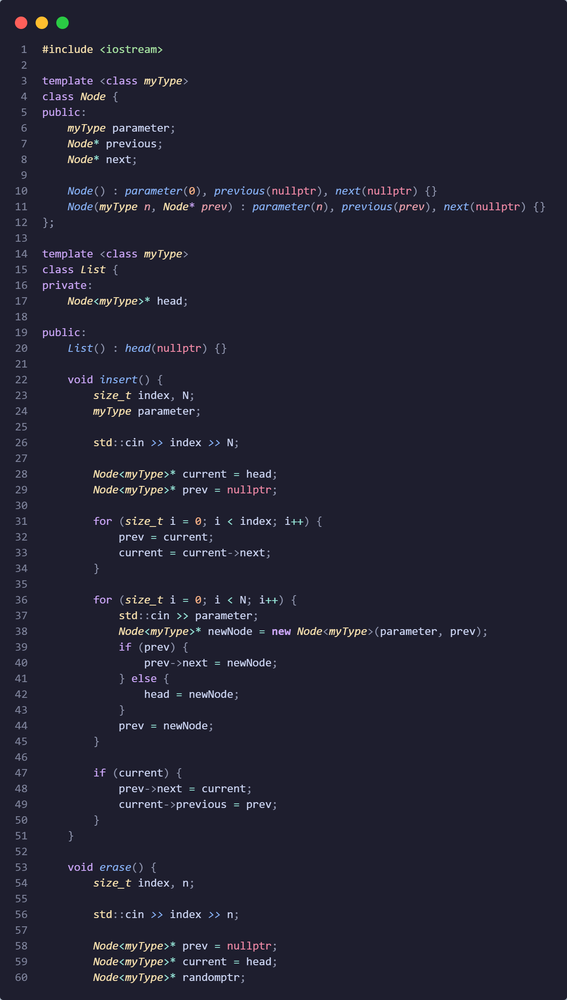 1 #include <iostream>
2
3 template <class myType>
4 class Node {
5 public:
6     myType parameter;
7     Node* previous;
8     Node* next;
9
10     Node() : parameter(0), previous(nullptr), next(nullptr) {}
11     Node(myType n, Node* prev) : parameter(n), previous(prev), next(nullptr) {}
12 };
13
14 template <class myType>
15 class List {
16 private:
17     Node<myType>* head;
18
19 public:
20     List() : head(nullptr) {}
21
22     void insert() {
23         size_t index, N;
24         myType parameter;
25
26         std::cin >> index >> N;
27
28         Node<myType>* current = head;
29         Node<myType>* prev = nullptr;
30
31         for (size_t i = 0; i < index; i++) {
32             prev = current;
33             current = current->next;
34         }
35
36         for (size_t i = 0; i < N; i++) {
37             std::cin >> parameter;
38             Node<myType>* newNode = new Node<myType>(parameter, prev);
39             if (prev) {
40                 prev->next = newNode;
41             } else {
42                 head = newNode;
43             }
44             prev = newNode;
45         }
46
47         if (current) {
48             prev->next = current;
49             current->previous = prev;
50         }
51     }
52
53     void erase() {
54         size_t index, n;
55
56         std::cin >> index >> n;
57
58         Node<myType>* prev = nullptr;
59         Node<myType>* current = head;
60         Node<myType>* randomptr;